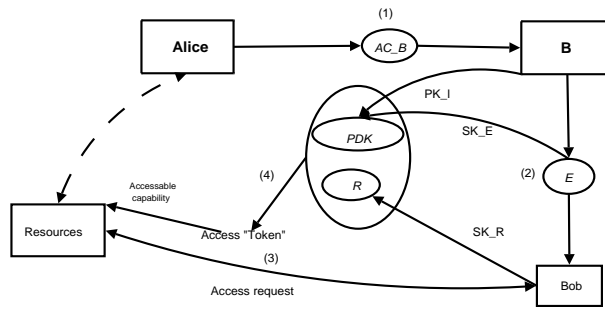 (1)
Alice
AC_B
B
PK_I
PDK
SK_E
(2)
E
(4)
R
Accessable
capability
Resources
Access "Token"
SK_R
(3)
Access request
Bob